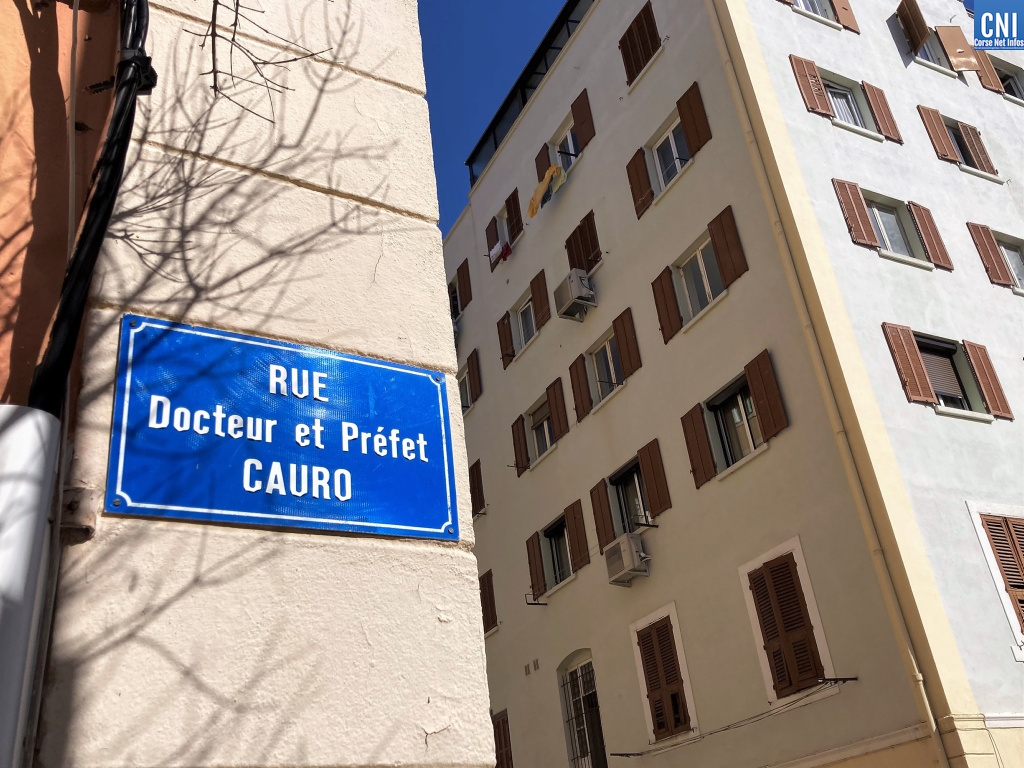 CNI
Corse Net Infos
RUE
Docteur et Préfet
CAURO